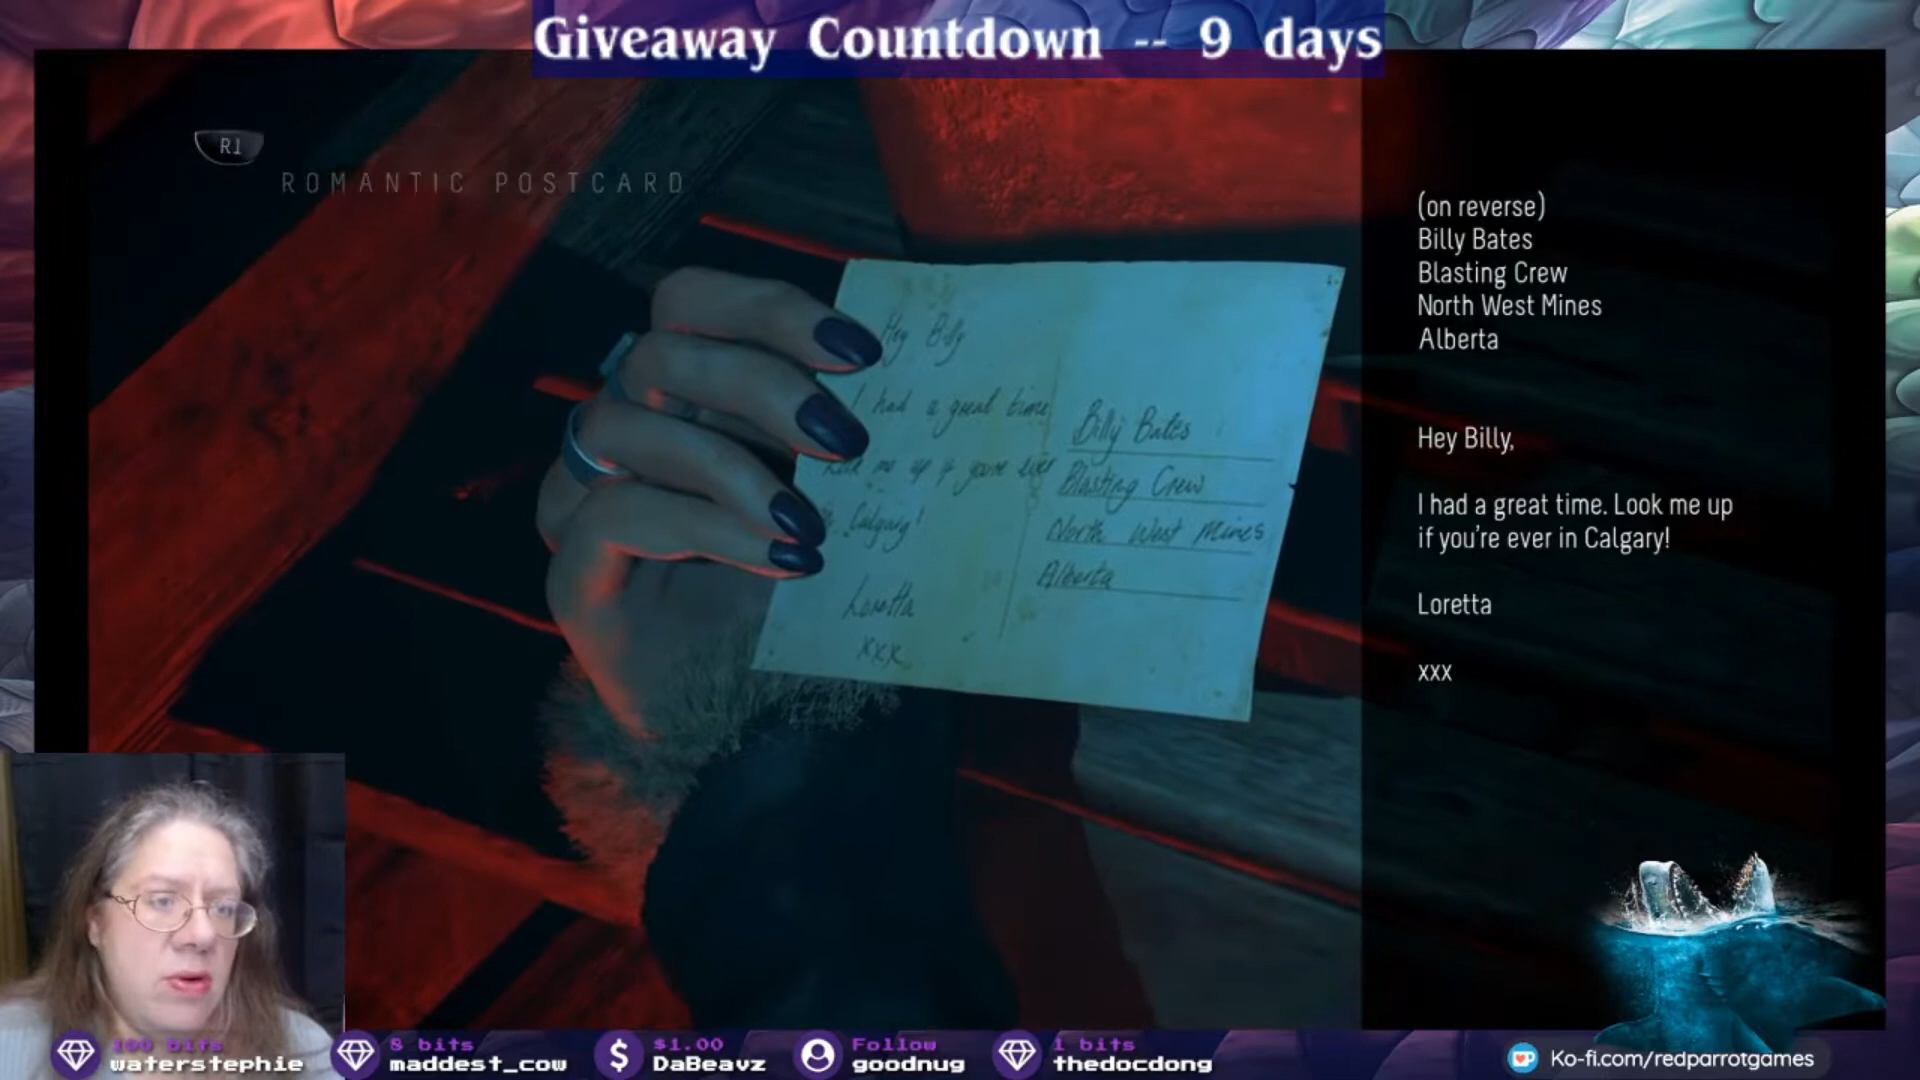 Giveaway Countdown -- 9 days
R1
ROMANTIC POSTCARD
Hey Billy
I had a great time
me up if you're ever
Calgary!
Loretta
xxx
Billy Bates
Blasting Crew
North West Mines
Alberta
(on reverse)
Billy Bates
Blasting Crew
North West Mines
Alberta
Hey Billy,
I had a great time. Look me up
if you're ever in Calgary!
Loretta
xxx
100 bits
waterstephie
8 bits
maddest_cow
$1.00
DaBeavz
Follow
goodnug
1 bits
thedocdong
Ko-fi.com/redparrotgames